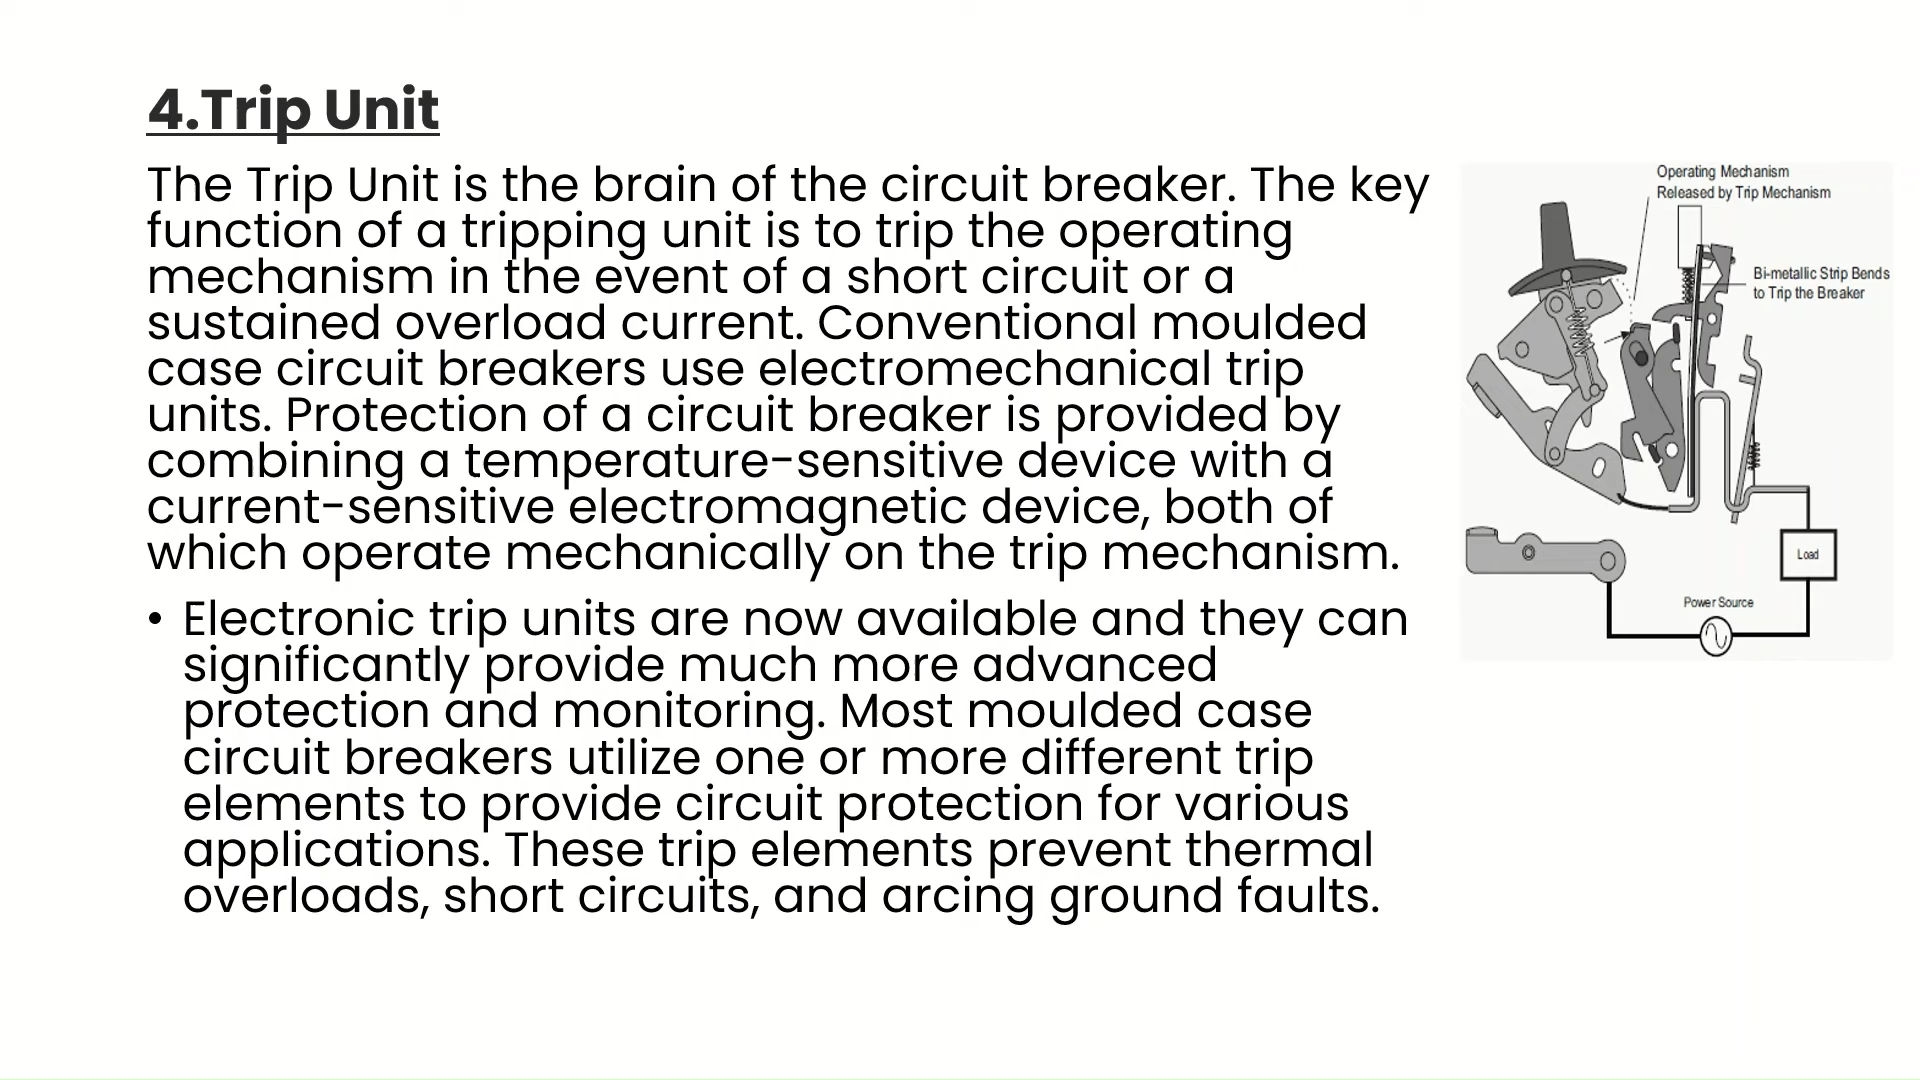 4.Trip Unit
The Trip Unit is the brain of the circuit breaker. The key
function of a tripping unit is to trip the operating
mechanism in the event of a short circuit or a
sustained overload current. Conventional moulded
case circuit breakers use electromechanical trip
units. Protection of a circuit breaker is provided by
combining a temperature-sensitive device with a
current-sensitive electromagnetic device, both of
which operate mechanically on the trip mechanism.
• Electronic trip units are now available and they can
significantly provide much more advanced
protection and monitoring. Most moulded case
circuit breakers utilize one or more different trip
elements to provide circuit protection for various
applications. These trip elements prevent thermal
overloads, short circuits, and arcing ground faults.
Operating Mechanism
Released by Trip Mechanism
Bi-metallic Strip Bends
to Trip the Breaker
Load
Power Source